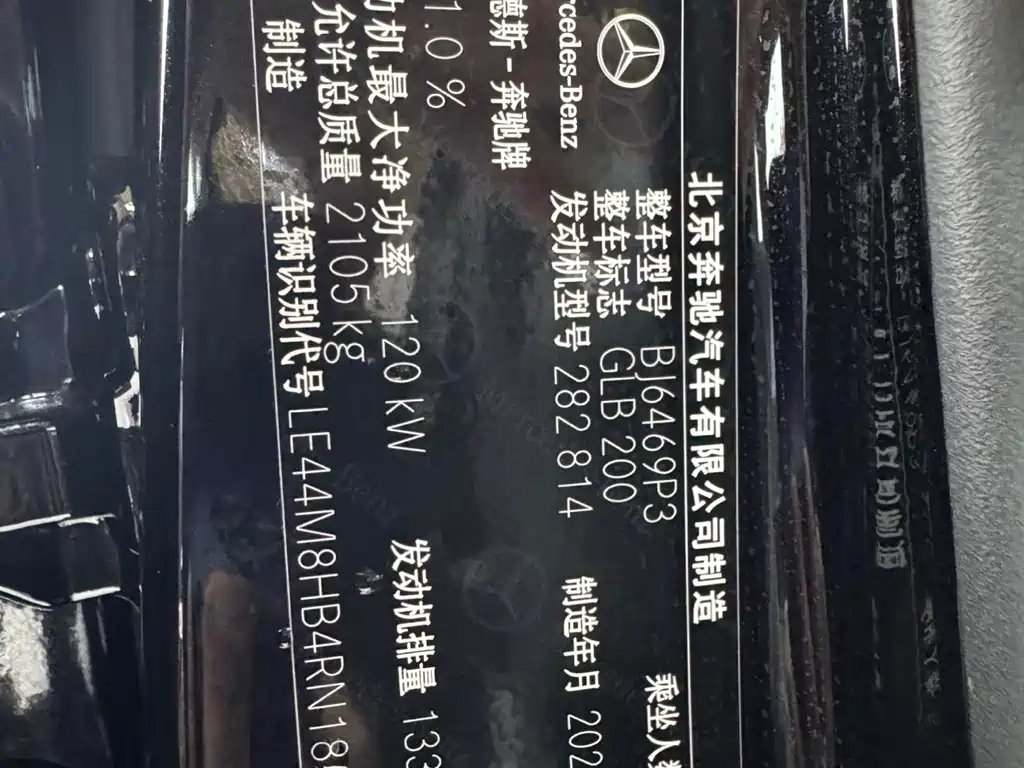 北京奔驰汽车有限公司制造
整车型号 BJ6469P3 乘坐人数
整车标志 GLB 200
发动机型号 282 814 制造年月 202
Mercedes-Benz
德斯-奔驰牌
1.0 %
动机最大净功率 120 kW 发动机排量 133
允许总质量 2105 kg
制造 车辆识别代号 LE44M8HB4RN18